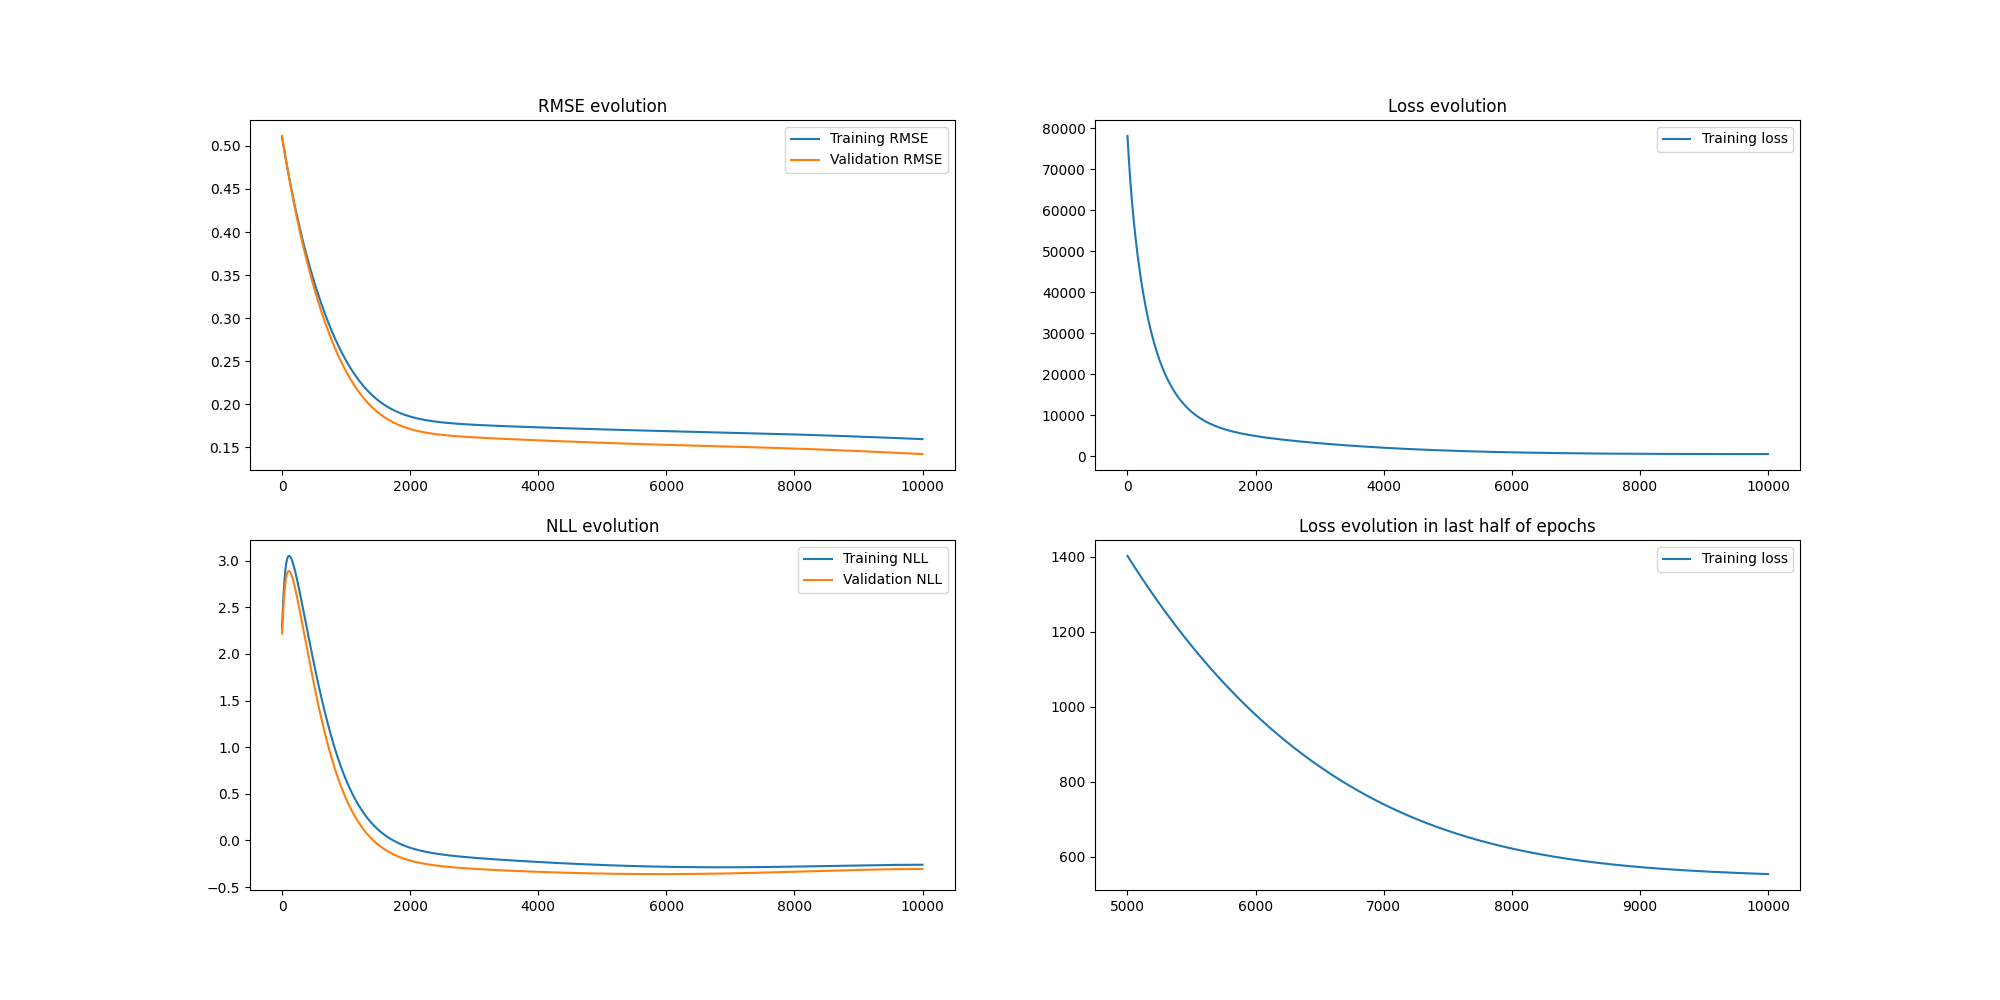 RMSE evolution
0.50
0.45
0.40
0.35
0.30
0.25
0.20
0.15
Training RMSE
Validation RMSE
0 2000 4000 6000 8000 10000
Loss evolution
80000
70000
60000
50000
40000
30000
20000
10000
0
Training loss
0 2000 4000 6000 8000 10000
NLL evolution
3.0
2.5
2.0
1.5
1.0
0.5
0.0
−0.5
Training NLL
Validation NLL
0 2000 4000 6000 8000 10000
Loss evolution in last half of epochs
1400
1200
1000
800
600
Training loss
5000 6000 7000 8000 9000 10000